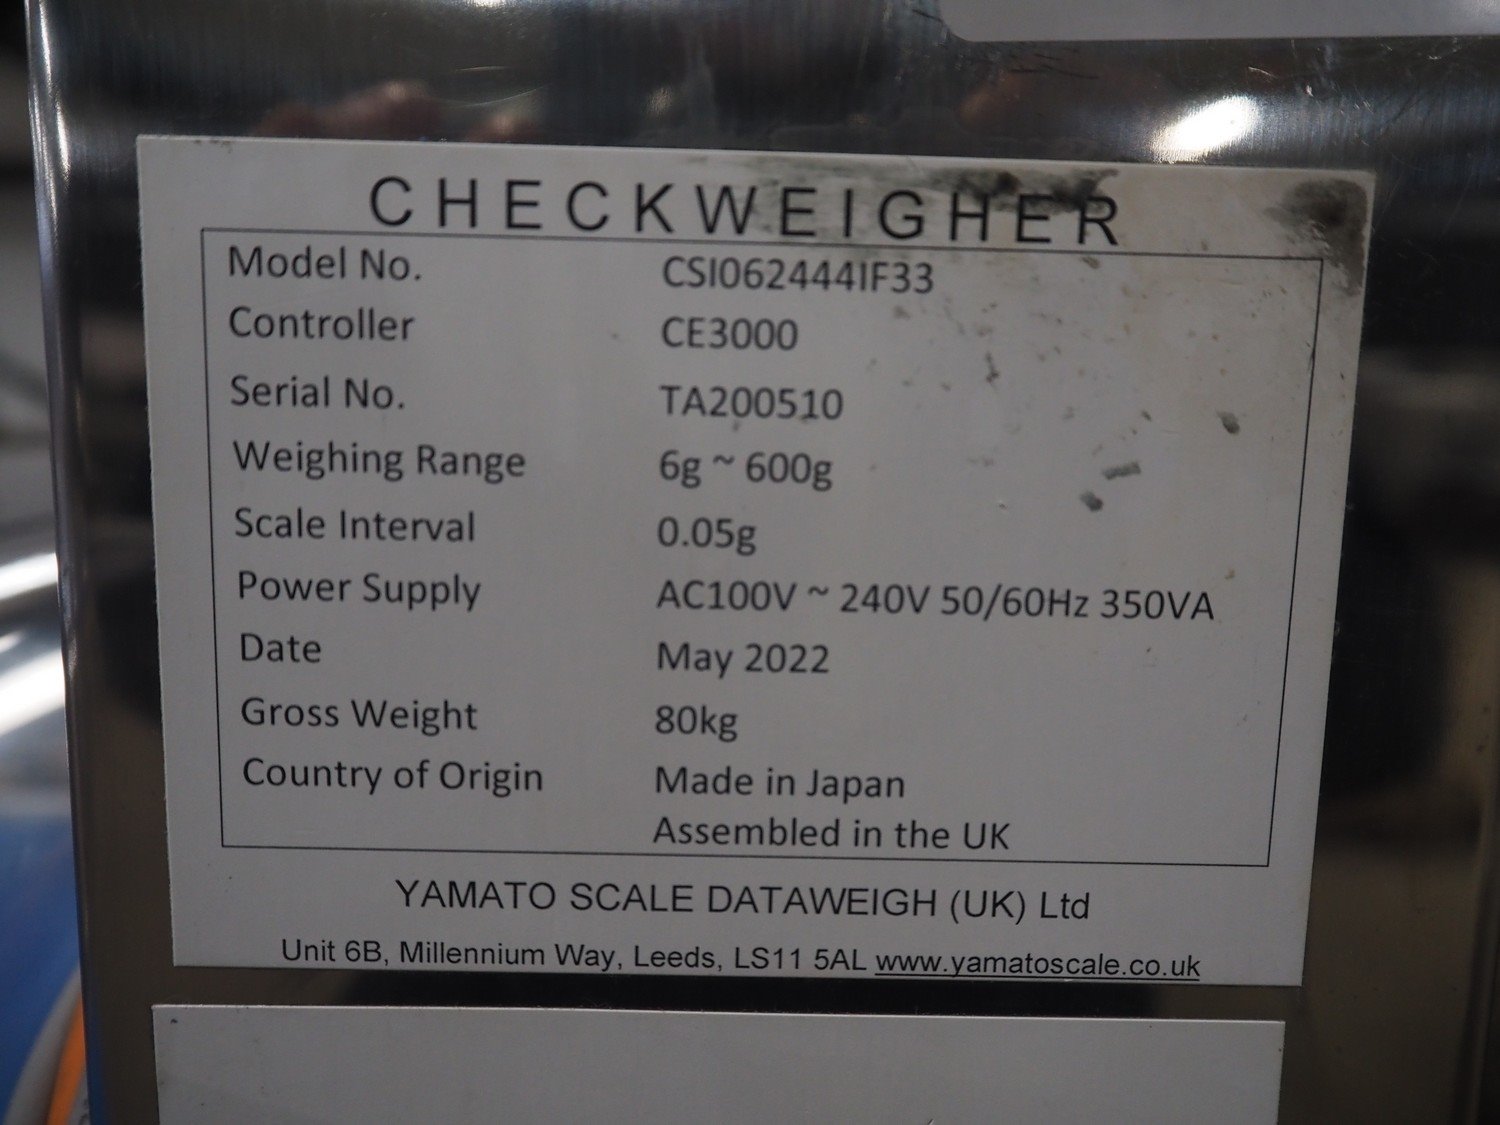 CHECKWEIGHER
Model No. CSI062444IF33
Controller CE3000
Serial No. TA200510
Weighing Range 6g ~ 600g
Scale Interval 0.05g
Power Supply AC100V ~ 240V 50/60Hz 350VA
Date May 2022
Gross Weight 80kg
Country of Origin Made in Japan
Assembled in the UK
YAMATO SCALE DATAWEIGH (UK) Ltd
Unit 6B, Millennium Way, Leeds, LS11 5AL www.yamatoscale.co.uk